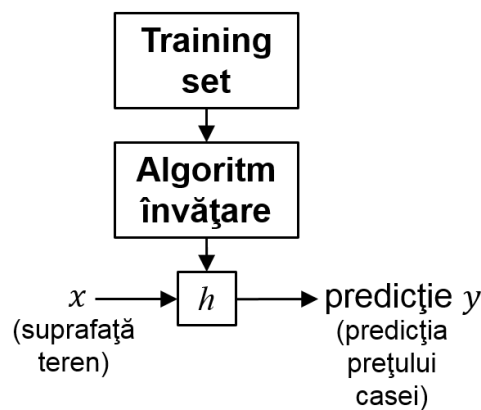 Training
set
Algoritm
învăţare
x
h
predicţie y
(suprafaţă
teren)
(predicţia
preţului
casei)